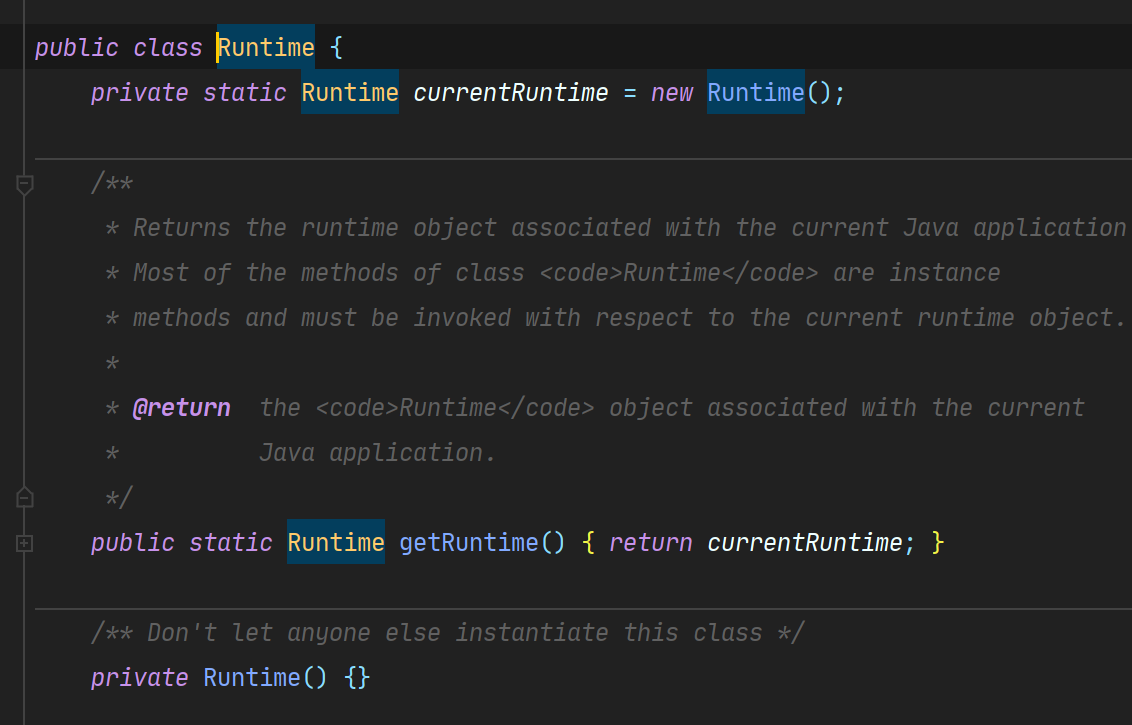 public class Runtime {
    private static Runtime currentRuntime = new Runtime();
    /**
     * Returns the runtime object associated with the current Java application
     * Most of the methods of class <code>Runtime</code> are instance
     * methods and must be invoked with respect to the current runtime object.
     *
     * @return  the <code>Runtime</code> object associated with the current
     *          Java application.
     */
    public static Runtime getRuntime() { return currentRuntime; }
    /** Don't let anyone else instantiate this class */
    private Runtime() {}